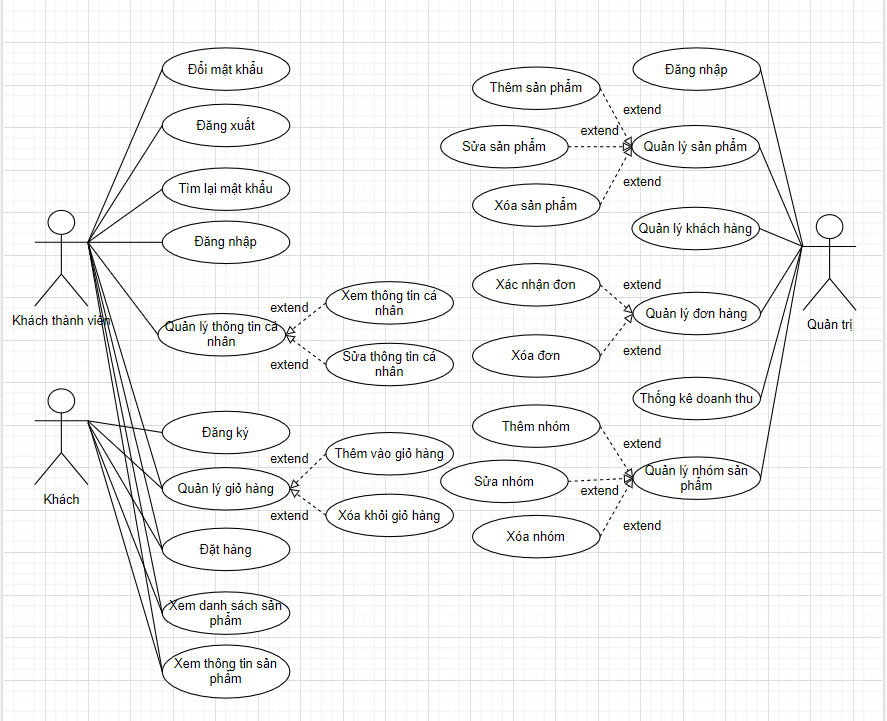 Đổi mật khẩu
Đăng xuất
Tìm lại mật khẩu
Đăng nhập
Khách thành viên
Quản lý thông tin cá
nhân
extend
extend
Xem thông tin cá
nhân
Sửa thông tin cá
nhân
Khách
Đăng ký
Quản lý giỏ hàng
extend
extend
Thêm vào giỏ hàng
Xóa khỏi giỏ hàng
Đặt hàng
Xem danh sách sản
phẩm
Xem thông tin sản
phẩm
Thêm sản phẩm
Sửa sản phẩm
Xóa sản phẩm
extend
extend
extend
Đăng nhập
Quản lý sản phẩm
Quản lý khách hàng
Xác nhận đơn
Xóa đơn
extend
extend
Quản lý đơn hàng
Quản trị
Thống kê doanh thu
Thêm nhóm
Sửa nhóm
Xóa nhóm
extend
extend
extend
Quản lý nhóm sản
phẩm